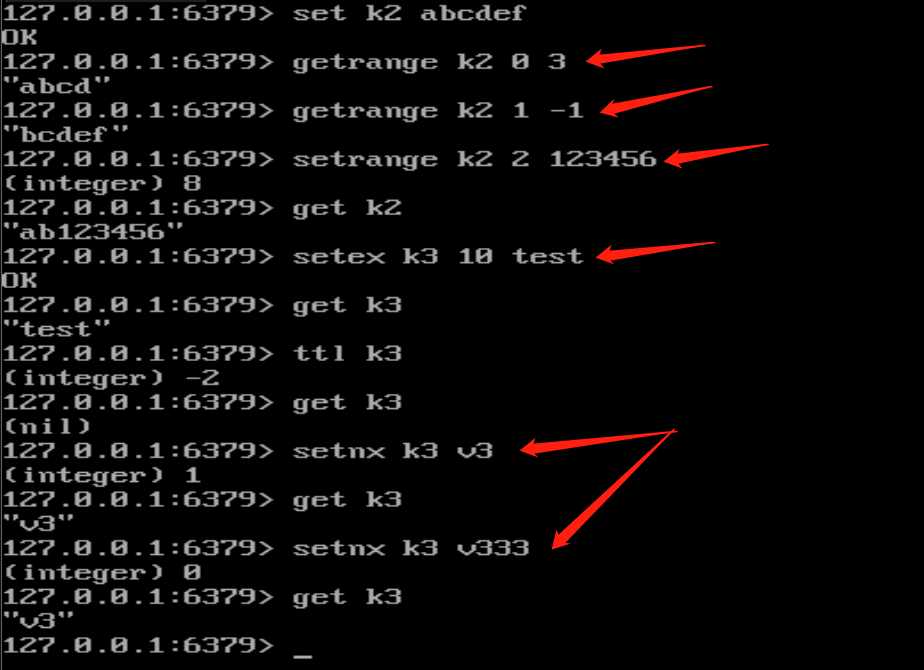 127.0.0.1:6379> set k2 abcdef
OK
127.0.0.1:6379> getrange k2 0 3
"abcd"
127.0.0.1:6379> getrange k2 1 -1
"bcdef"
127.0.0.1:6379> setrange k2 2 123456
(integer) 8
127.0.0.1:6379> get k2
"ab123456"
127.0.0.1:6379> setex k3 10 test
OK
127.0.0.1:6379> get k3
"test"
127.0.0.1:6379> ttl k3
(integer) -2
127.0.0.1:6379> get k3
(nil)
127.0.0.1:6379> setnx k3 v3
(integer) 1
127.0.0.1:6379> get k3
"v3"
127.0.0.1:6379> setnx k3 v333
(integer) 0
127.0.0.1:6379> get k3
"v3"
127.0.0.1:6379> _